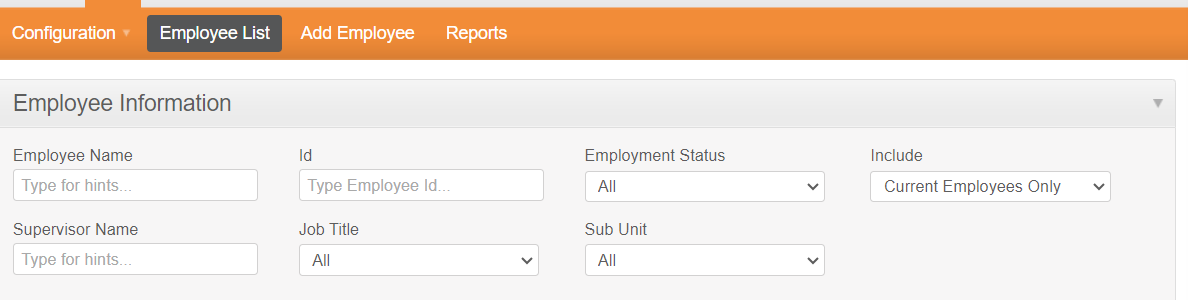 Configuration Employee List Add Employee Reports
Employee Information
Employee Name Id Employment Status Include
Type for hints... Type Employee Id... All Current Employees Only
Supervisor Name Job Title Sub Unit
Type for hints... All All